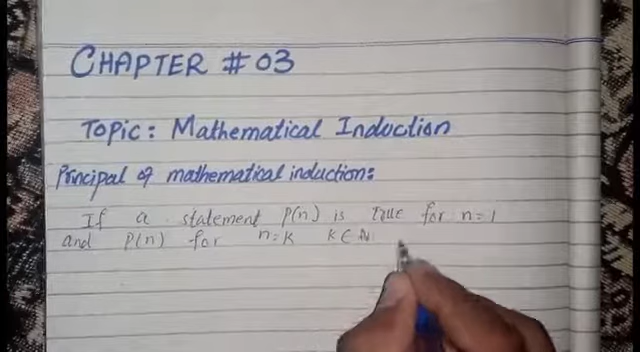 CHAPTER # 03
Topic: Mathematical Induction
Principal of mathematical induction:
If a statement P(n) is true for n=1
and P(n) for n=k k∈N